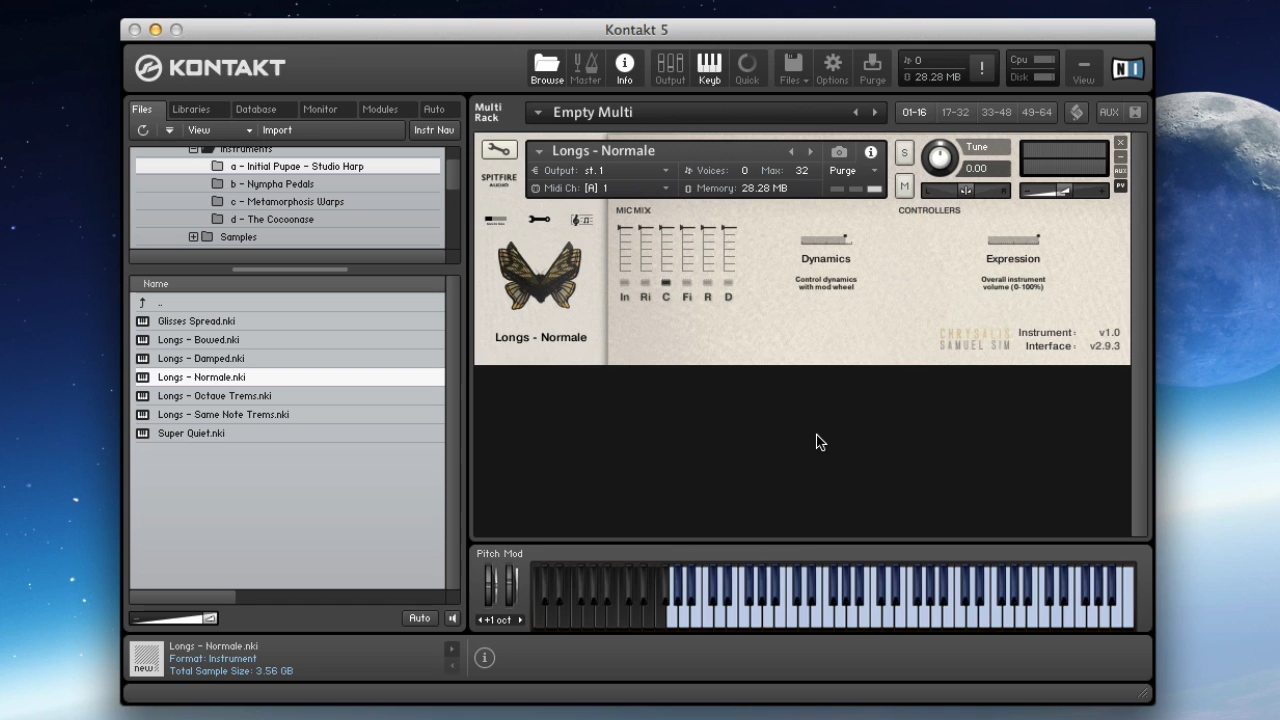 Kontakt 5
KONTAKT
Browse Master Info Output Keyb Quick Files Options Purge
0
28.28 MB
!
Cpu
Disk
View
NI
Files Libraries Database Monitor Modules Auto
View Import Instr Nav
Instruments
a - Initial Pupae - Studio Harp
b - Nympha Pedals
c - Metamorphosis Warps
d - The Cocoonase
Samples
Name
..
Glisses Spread.nki
Longs - Bowed.nki
Longs - Damped.nki
Longs - Normale.nki
Longs - Octave Trems.nki
Longs - Same Note Trems.nki
Super Quiet.nki
Auto
Longs - Normale.nki
Format: Instrument
Total Sample Size: 3.56 GB
new
Multi
Rack
Empty Multi
01-16 17-32 33-48 49-64 AUX
SPITFIRE
AUDIO
Longs - Normale
Output: st. 1 Voices: 0 Max: 32 Purge
Midi Ch: [A] 1 Memory: 28.28 MB
S
M
Tune
0.00
L R
AUX
PV
MIC MIX
In Ri C Fi R D
CONTROLLERS
Dynamics
Control dynamics
with mod wheel
Expression
Overall instrument
volume (0-100%)
Longs - Normale
CHRYSALIS
SAMUEL SIM
Instrument: v1.0
Interface: v2.9.3
Pitch Mod
+1 oct